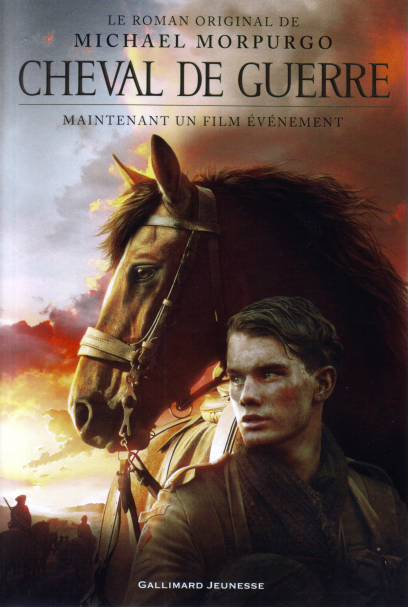 LE ROMAN ORIGINAL DE
MICHAEL MORPURGO
CHEVAL DE GUERRE
MAINTENANT UN FILM ÉVÉNEMENT
GALLIMARD JEUNESSE